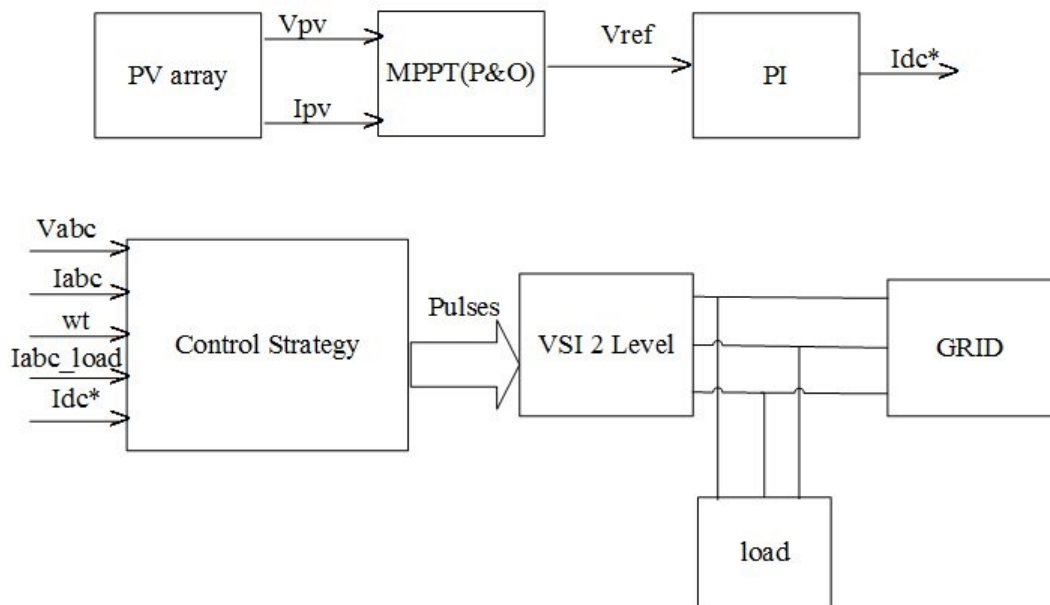 Vpv
Vref
Idc*
PV array
MPPT(P&O)
PI
Ipv
Vabc
Iabc
Pulses
wt
Control Strategy
VSI 2 Level
GRID
Iabc_load
Idc*
load